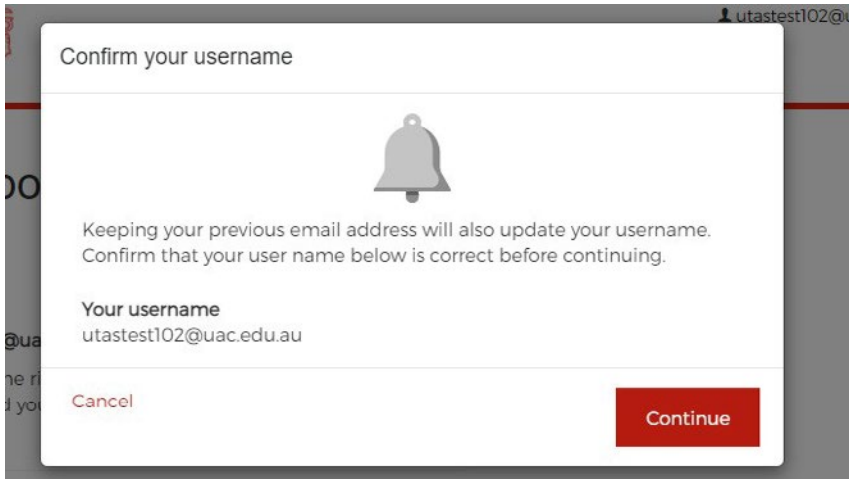 utastest102@u
Confirm your username
Keeping your previous email address will also update your username.
Confirm that your user name below is correct before continuing.
Your username
utastest102@uac.edu.au
@ua
Cancel
Continue